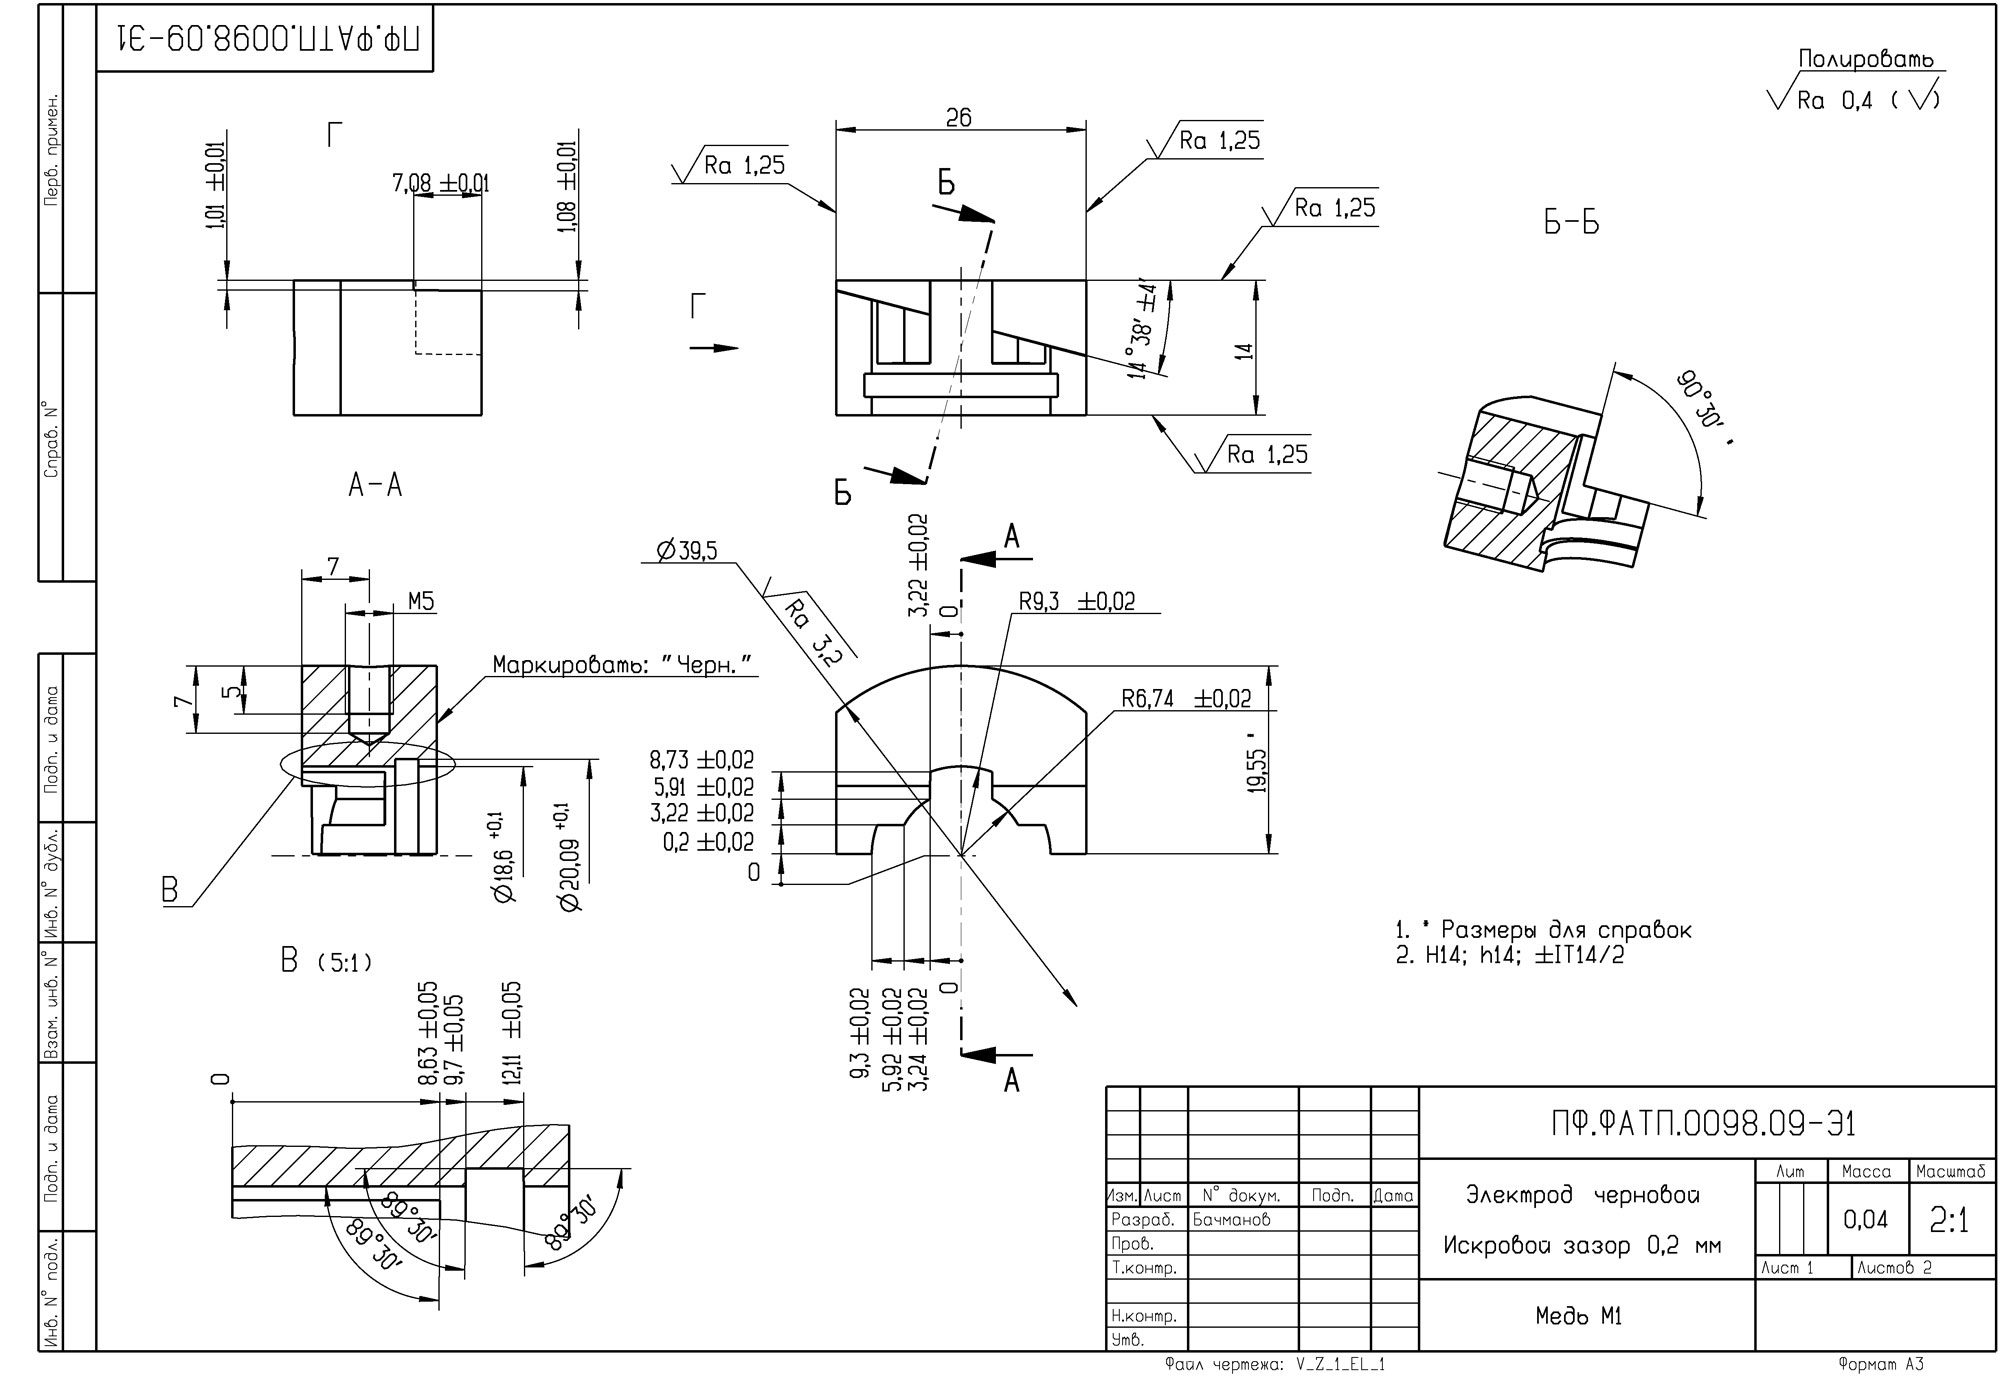 ПФ.ФАТП.0098.09-Э1
Полировать
Ra 0,4 ( )
Перв. примен.
Справ. N°
Подп. и дата
Инв. N° дубл.
Взам. инв. N°
Подп. и дата
Инв. N° подл.
Г
1,01 ±0,01
7,08 ±0,01
1,08 ±0,01
26
Ra 1,25
Ra 1,25
Ra 1,25
Ra 1,25
Б
Б
Г
14°38' ±4'
14
Б-Б
90°30' '
А-А
7
М5
7
5
Маркировать: "Черн."
В
Ø18,6 +0,1
Ø20,09 +0,1
Ø39,5
Ra 3,2
3,22 ±0,02
0
А
R9,3 ±0,02
R6,74 ±0,02
19,55 '
8,73 ±0,02
5,91 ±0,02
3,22 ±0,02
0,2 ±0,02
0
9,3 ±0,02
5,92 ±0,02
3,24 ±0,02
0
А
В (5:1)
0
8,63 ±0,05
9,7 ±0,05
12,11 ±0,05
89°30'
89°30'
89°30'
1. * Размеры для справок
2. H14; h14; ±IT14/2
ПФ.ФАТП.0098.09-Э1
Изм. Лист N° докум. Подп. Дата
Разраб. Бачманов
Пров.
Т.контр.
Н.контр.
Утв.
Электрод черновой
Искровой зазор 0,2 мм
Лит Масса Масштаб
0,04 2:1
Лист 1 Листов 2
Медь М1
Файл чертежа: V_Z_1_EL_1
Формат А3